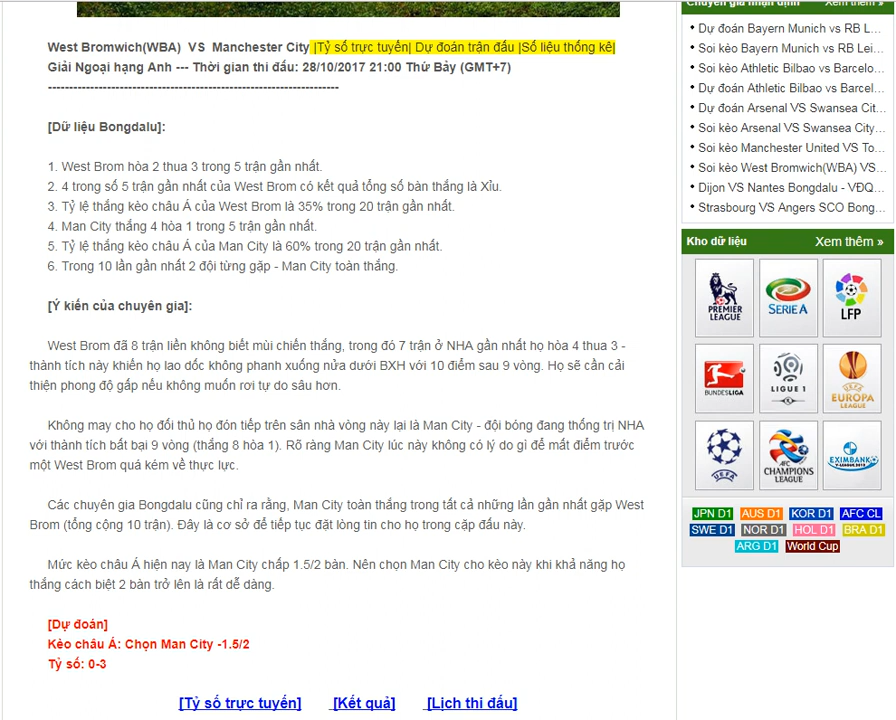 West Bromwich(WBA) VS Manchester City |Tỷ số trực tuyến| Dự đoán trận đấu |Số liệu thống kê|
Giải Ngoại hạng Anh --- Thời gian thi đấu: 28/10/2017 21:00 Thứ Bảy (GMT+7)
---------------------------------------------------------------------
[Dữ liệu Bongdalu]:
1. West Brom hòa 2 thua 3 trong 5 trận gần nhất.
2. 4 trong số 5 trận gần nhất của West Brom có kết quả tổng số bàn thắng là Xỉu.
3. Tỷ lệ thắng kèo châu Á của West Brom là 35% trong 20 trận gần nhất.
4. Man City thắng 4 hòa 1 trong 5 trận gần nhất.
5. Tỷ lệ thắng kèo châu Á của Man City là 60% trong 20 trận gần nhất.
6. Trong 10 lần gần nhất 2 đội từng gặp - Man City toàn thắng.
[Ý kiến của chuyên gia]:
West Brom đã 8 trận liền không biết mùi chiến thắng, trong đó 7 trận ở NHA gần nhất họ hòa 4 thua 3 -
thành tích này khiến họ lao dốc không phanh xuống nửa dưới BXH với 10 điểm sau 9 vòng. Họ sẽ cần cải
thiện phong độ gấp nếu không muốn rơi tự do sâu hơn.
Không may cho họ đối thủ họ đón tiếp trên sân nhà vòng này lại là Man City - đội bóng đang thống trị NHA
với thành tích bất bại 9 vòng (thắng 8 hòa 1). Rõ ràng Man City lúc này không có lý do gì để mất điểm trước
một West Brom quá kém về thực lực.
Các chuyên gia Bongdalu cũng chỉ ra rằng, Man City toàn thắng trong tất cả những lần gần nhất gặp West
Brom (tổng cộng 10 trận). Đây là cơ sở để tiếp tục đặt lòng tin cho họ trong cặp đấu này.
Mức kèo châu Á hiện nay là Man City chấp 1.5/2 bàn. Nên chọn Man City cho kèo này khi khả năng họ
thắng cách biệt 2 bàn trở lên là rất dễ dàng.
[Dự đoán]
Kèo châu Á: Chọn Man City -1.5/2
Tỷ số: 0-3
[Tỷ số trực tuyến] [Kết quả] [Lịch thi đấu]
Chuyên gia nhận định Xem thêm »
Dự đoán Bayern Munich vs RB L...
Soi kèo Bayern Munich vs RB Lei...
Soi kèo Athletic Bilbao vs Barcelo...
Dự đoán Athletic Bilbao vs Barcel...
Dự đoán Arsenal VS Swansea Cit...
Soi kèo Arsenal VS Swansea City...
Soi kèo Manchester United VS To...
Soi kèo West Bromwich(WBA) VS...
Dijon VS Nantes Bongdalu - VĐQ...
Strasbourg VS Angers SCO Bong...
Kho dữ liệu Xem thêm »
PREMIER LEAGUE
SERIE A
LFP
BUNDESLIGA
LIGUE 1
UEFA EUROPA LEAGUE
UEFA
AFC CHAMPIONS LEAGUE
EXIMBANK
V-LEAGUE 2013
JPN D1 AUS D1 KOR D1 AFC CL
SWE D1 NOR D1 HOL D1 BRA D1
ARG D1 World Cup